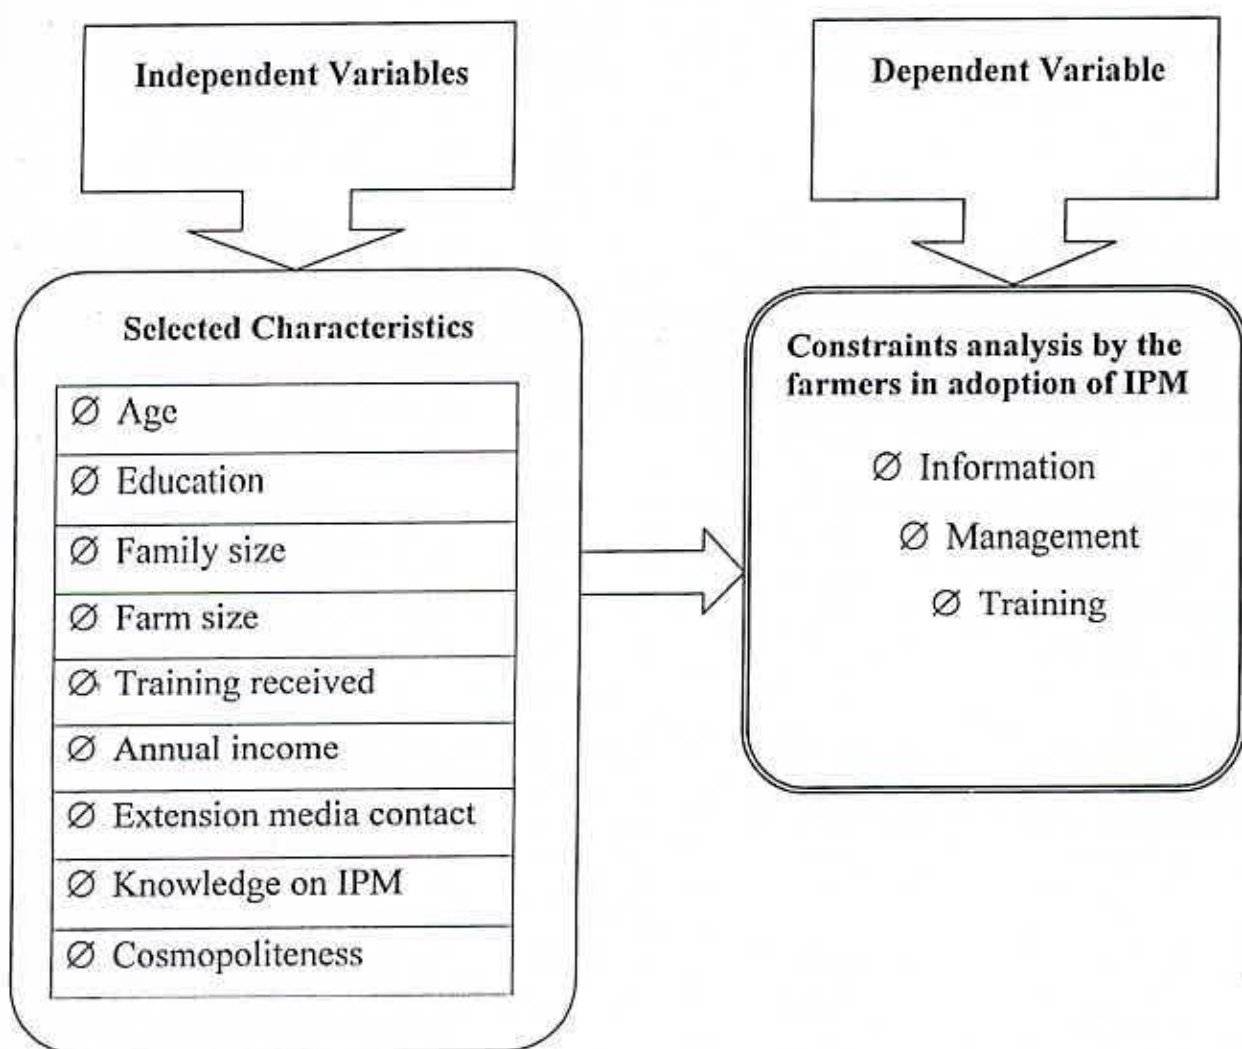 Independent Variables
Dependent Variable
Selected Characteristics
∅ Age
∅ Education
∅ Family size
∅ Farm size
∅ Training received
∅ Annual income
∅ Extension media contact
∅ Knowledge on IPM
∅ Cosmopoliteness
Constraints analysis by the
farmers in adoption of IPM
∅ Information
∅ Management
∅ Training